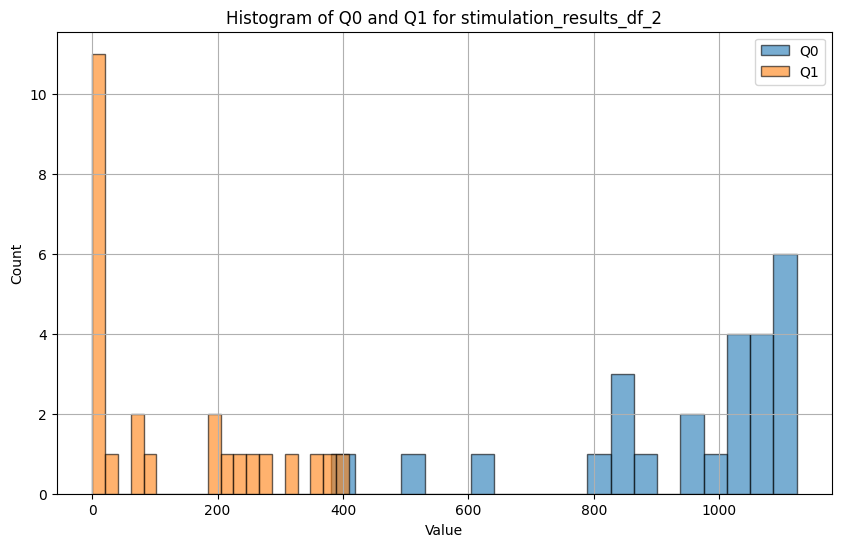 Histogram of Q0 and Q1 for stimulation_results_df_2
Q0
Q1
10
8
6
4
2
0
Count
0 200 400 600 800 1000
Value